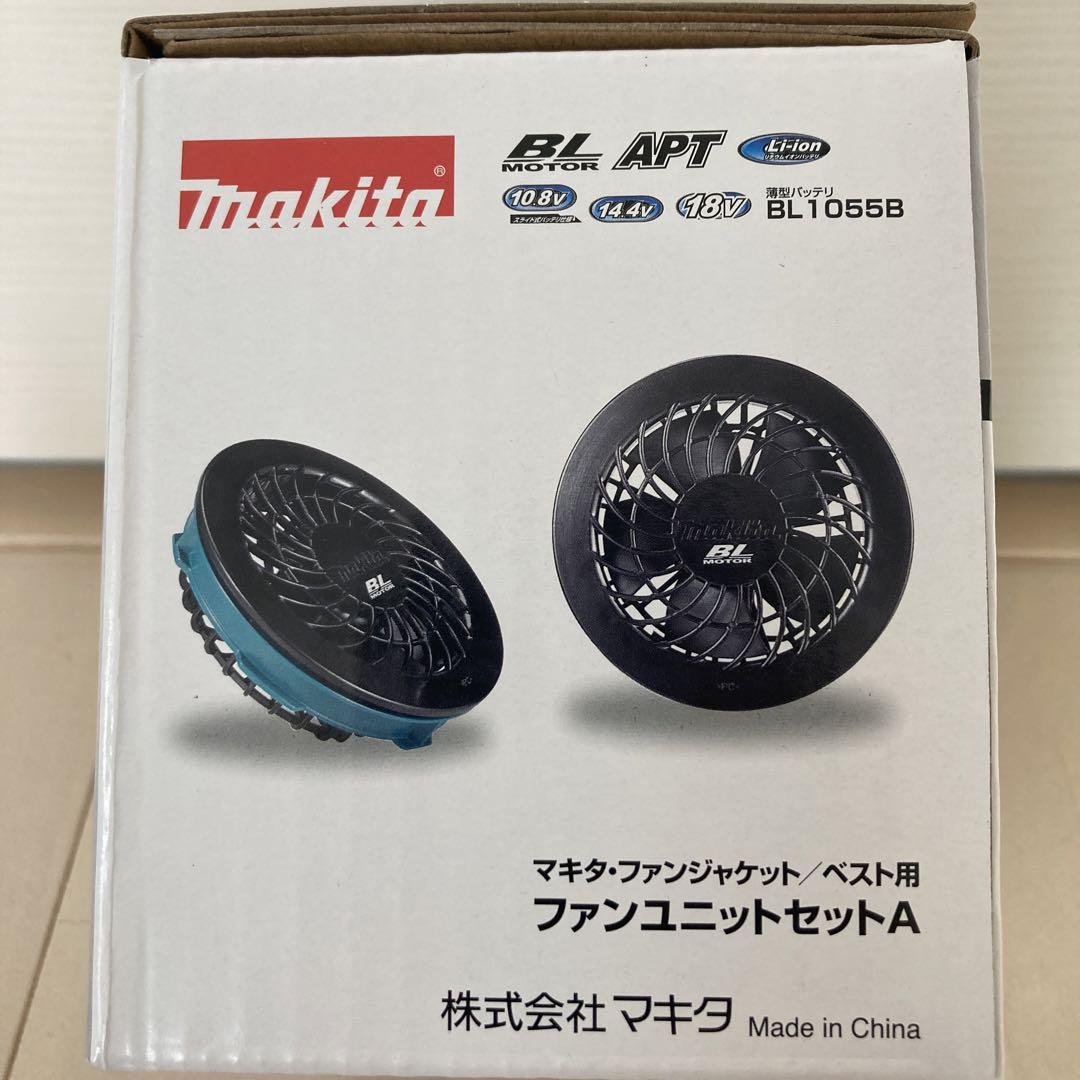 makita®
BL MOTOR
APT
Li-ion
リチウムイオンバッテリ
10.8V
スライド式バッテリ仕様
14.4V
18V
薄型バッテリ
BL1055B
makita
BL
MOTOR
makita
BL
MOTOR
>PC<
マキタ・ファンジャケット/ベスト用
ファンユニットセットA
株式会社マキタ Made in China